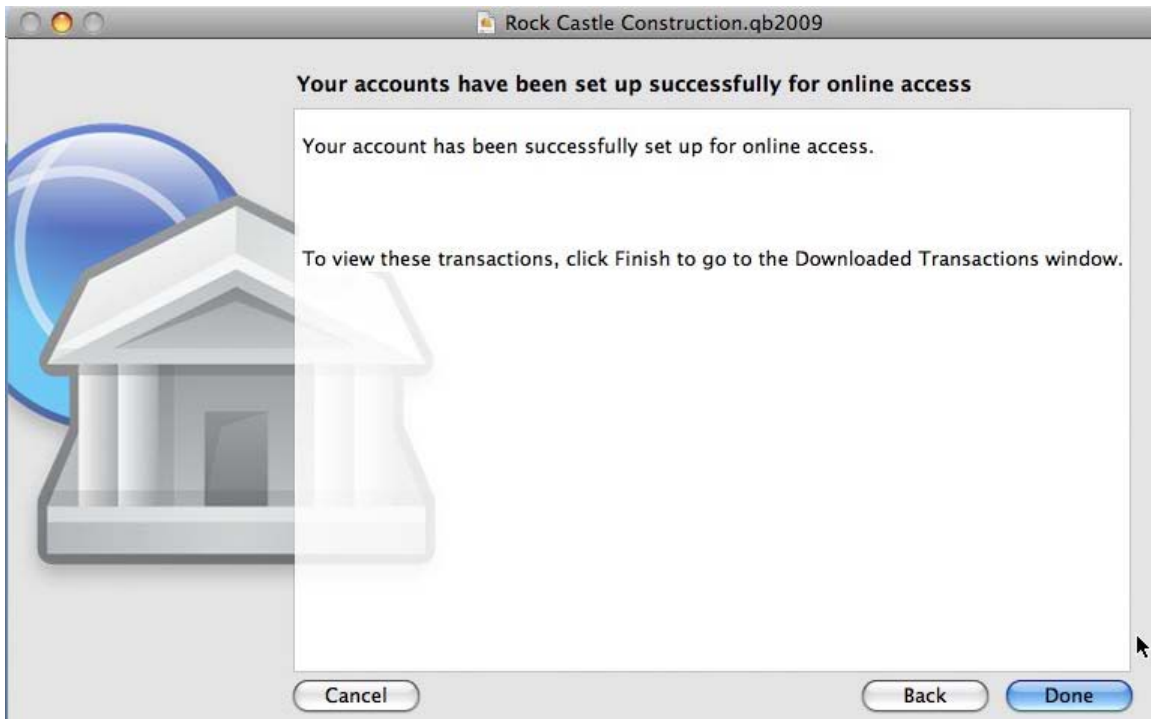 Rock Castle Construction.qb2009
Your accounts have been set up successfully for online access
Your account has been successfully set up for online access.
To view these transactions, click Finish to go to the Downloaded Transactions window.
Cancel
Back
Done